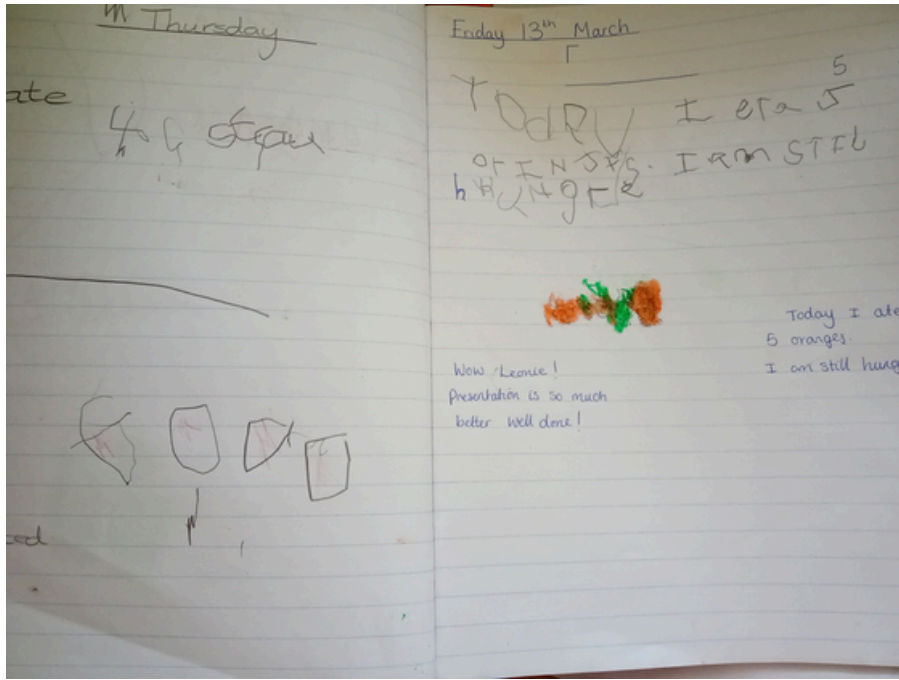 m Thursday
ate
4
h
Friday 13th March
5
I era 5
OrINJES. I am STIL
h HUNgre
Today I ate
5 oranges.
I am still hung
Wow Leonie!
Presentation is so much
better well done!